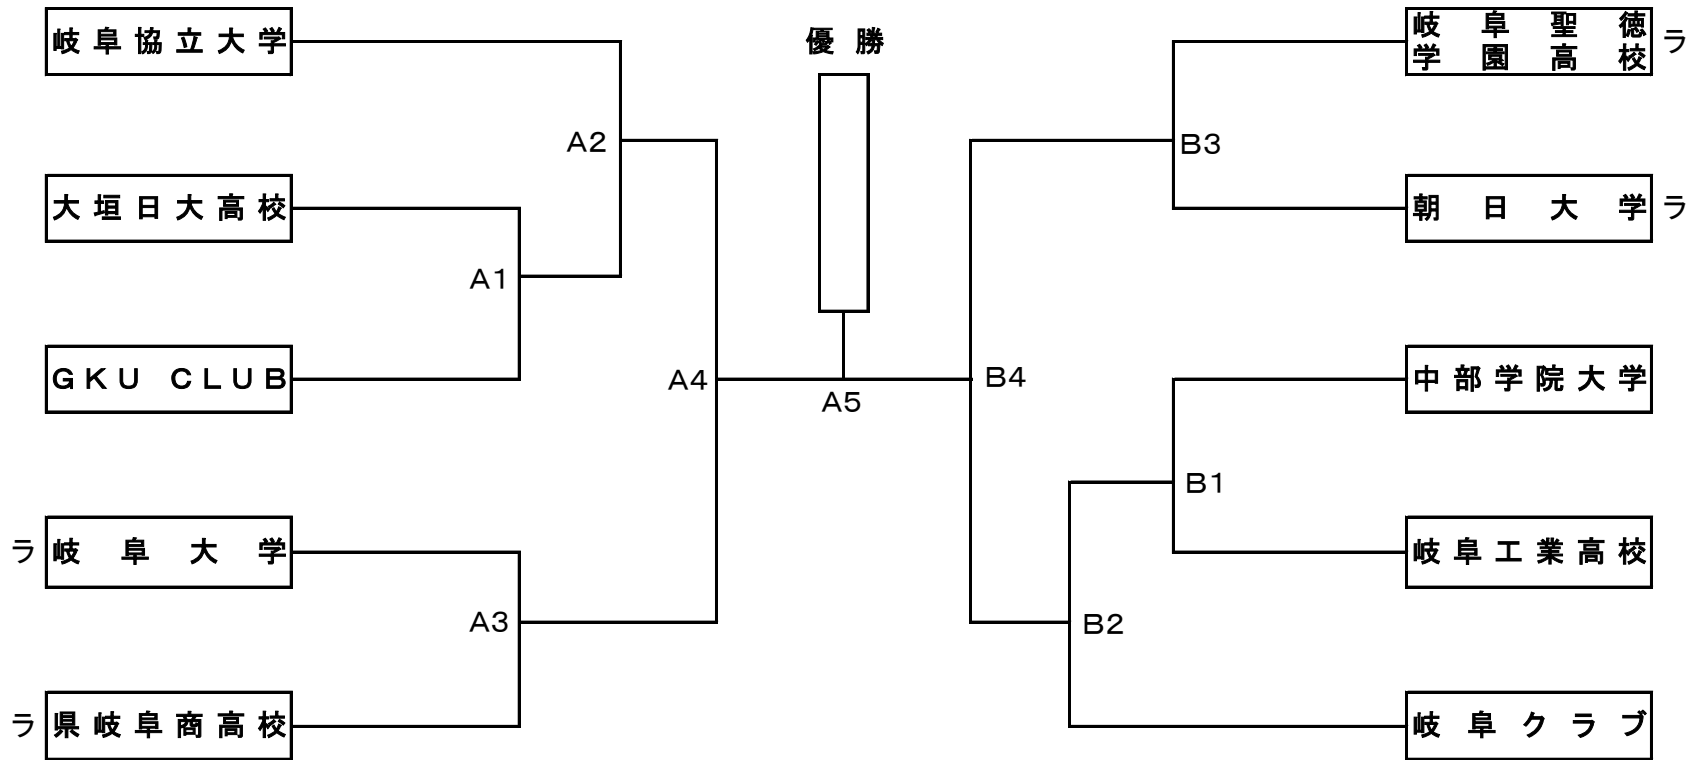 岐阜協立大学
大垣日大高校
GKU CLUB
ラ 岐阜大学
ラ 県岐阜商高校
A2
A1
A3
A4
優勝
A5
B4
B3
B1
B2
岐阜聖徳
学園高校 ラ
朝日大学 ラ
中部学院大学
岐阜工業高校
岐阜クラブ